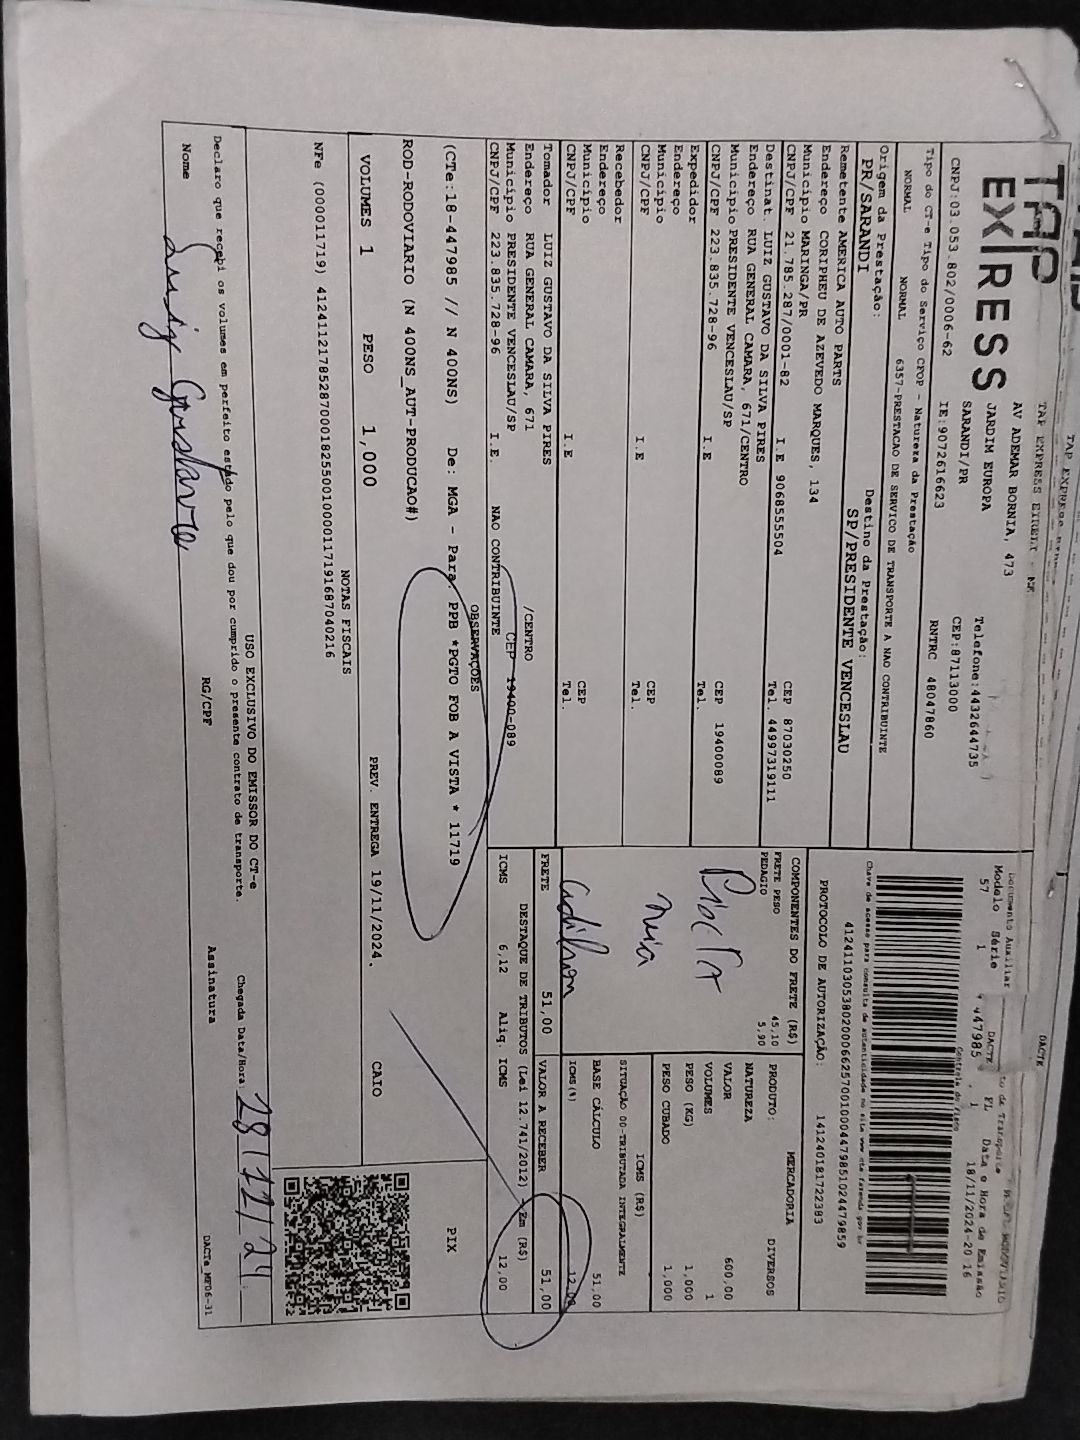 TAP
EX|RESS
TAP EXPRESS EIRELI
AV ADEMAR BORNIA, 473
JARDIM EUROPA
SARANDI/PR
Telefone:4432644735
CEP:87113000
CNPJ:03.053.802/0006-62
IE:9072616623
RNTRC 48047860
DACTE
Documento Auxiliar
Modelo Série FL Data e Hora de Emissão
57 1 447985 1 18/11/2024-20 16
Controle do Fisco
Chave de acesso para consulta de autenticidade no site www cte fazenda gov br
41241103053802000662570010004479851024479859
PROTOCOLO DE AUTORIZAÇÃO: 141240181722383
Tipo do CT-e Tipo do Serviço CFOP - Natureza da Prestação
NORMAL NORMAL 6357-PRESTACAO DE SERVICO DE TRANSPORTE A NAO CONTRIBUINTE
Origem da Prestação: Destino da Prestação:
PR/SARANDI SP/PRESIDENTE VENCESLAU
Remetente AMERICA AUTO PARTS
Endereço CORIPHEU DE AZEVEDO MARQUES, 134
Município MARINGA/PR CEP 87030250
CNPJ/CPF 21.785.287/0001-82 I.E 9068555504 Tel. 44997319111
Destinat. LUIZ GUSTAVO DA SILVA PIRES
Endereço RUA GENERAL CAMARA, 671/CENTRO
Município PRESIDENTE VENCESLAU/SP CEP 19400089
CNPJ/CPF 223.835.728-96 I.E Tel.
Expedidor
Endereço
Município CEP
CNPJ/CPF I.E Tel.
Recebedor
Endereço
Município CEP
CNPJ/CPF I.E Tel.
Tomador LUIZ GUSTAVO DA SILVA PIRES
Endereço RUA GENERAL CAMARA, 671 /CENTRO
Município PRESIDENTE VENCESLAU/SP CEP 19400-089
CNPJ/CPF 223.835.728-96 I.E. NAO CONTRIBUINTE
COMPONENTES DO FRETE (R$)
FRETE PESO 45,10
PEDAGIO 5,90
MERCADORIA
PRODUTO: DIVERSOS
NATUREZA
VALOR 600,00
VOLUMES 1
PESO (KG) 1,000
PESO CUBADO 1,000
ICMS (R$)
SITUAÇÃO 00-TRIBUTADA INTEGRALMENTE
BASE CÁLCULO 51,00
ICMS(%) 12,00
FRETE 51,00 VALOR A RECEBER 51,00
DESTAQUE DE TRIBUTOS (Lei 12.741/2012) - Em (R$)
ICMS 6,12 Aliq. ICMS 12,00
OBSERVAÇÕES
(CTe:18-447985 // N 400NS) De: MGA - Para PPB *PGTO FOB A VISTA * 11719
ROD-RODOVIARIO (N 400NS_AUT-PRODUCAO#)
PIX
VOLUMES 1 PESO 1,000 PREV. ENTREGA 19/11/2024. CAIO
NOTAS FISCAIS
NFe (000011719) 41241121785287000182550010000117191687040216
USO EXCLUSIVO DO EMISSOR DO CT-e
Declaro que recebi os volumes em perfeito estado pelo que dou por cumprido o presente contrato de transporte.
Chegada Data/Hora: 28/11/24
Nome RG/CPF Assinatura
DACTe_MF06-31